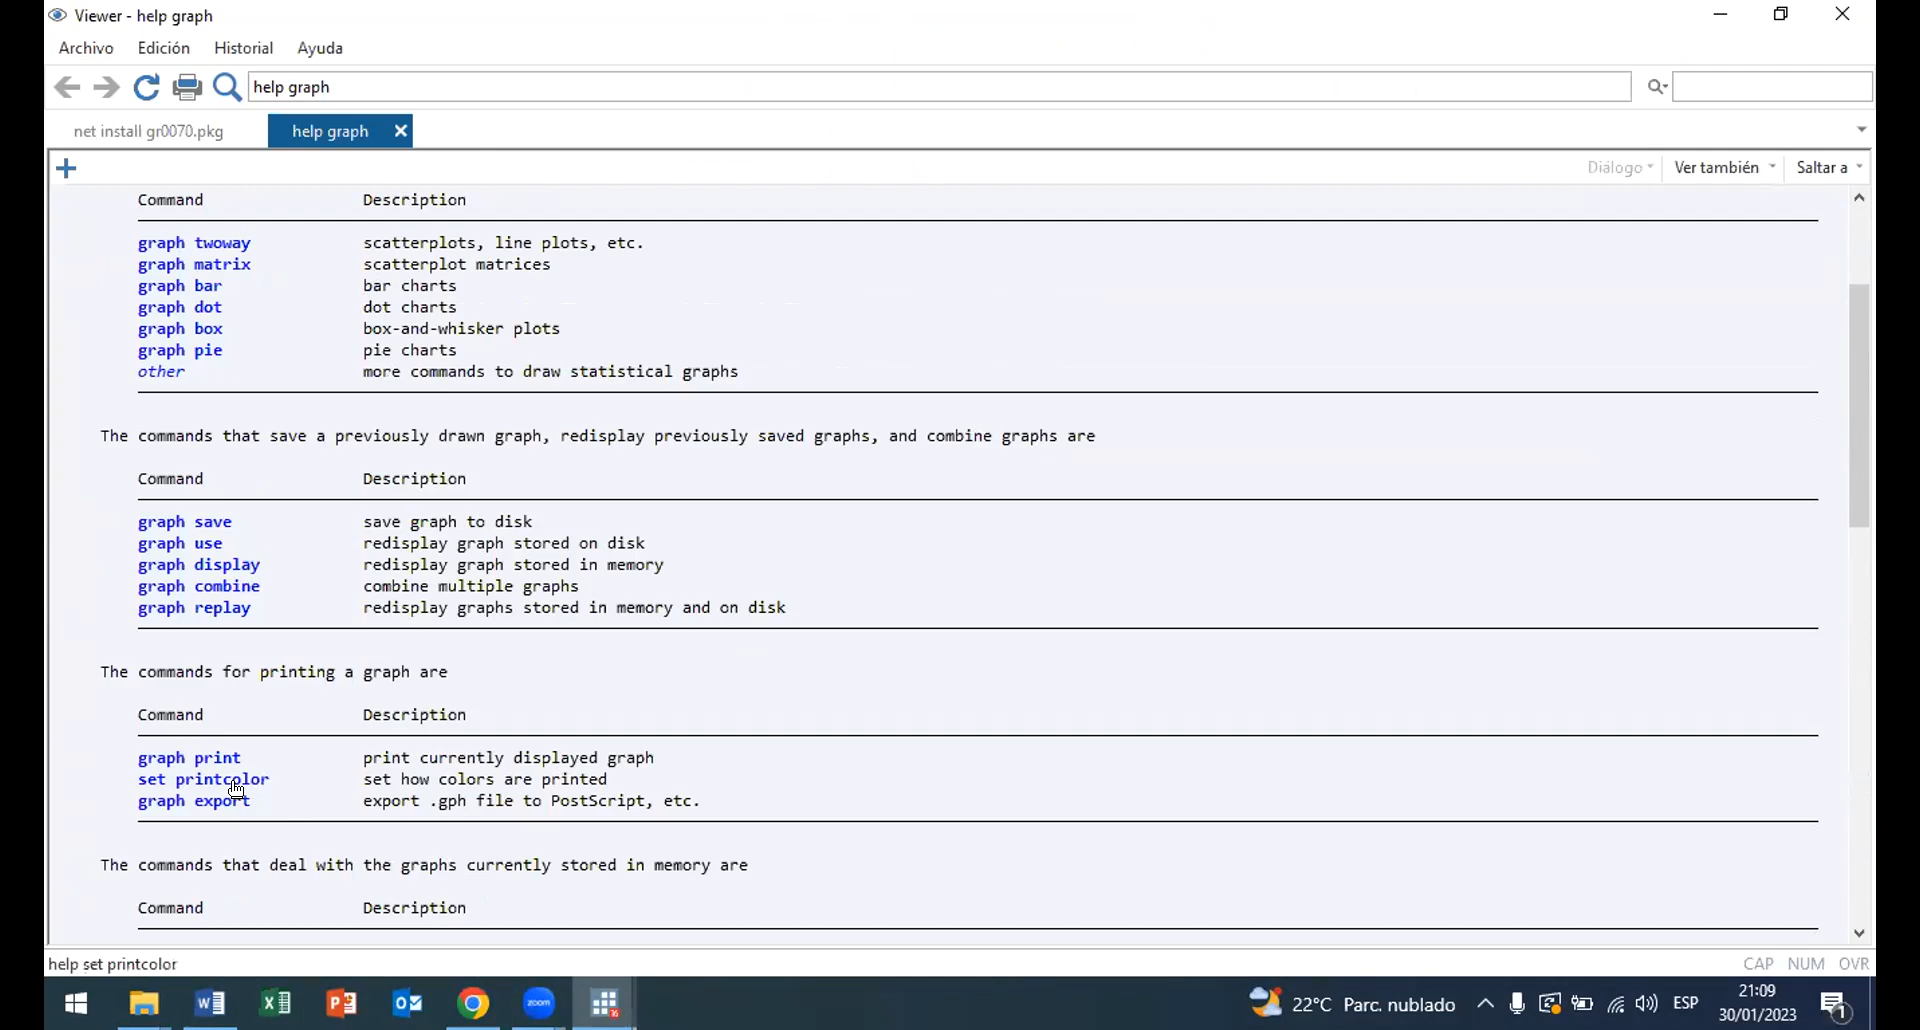 Viewer - help graph
Archivo Edición Historial Ayuda
help graph
net install gr0070.pkg help graph
Diálogo Ver también Saltar a
Command Description
graph twoway scatterplots, line plots, etc.
graph matrix scatterplot matrices
graph bar bar charts
graph dot dot charts
graph box box-and-whisker plots
graph pie pie charts
other more commands to draw statistical graphs
The commands that save a previously drawn graph, redisplay previously saved graphs, and combine graphs are
Command Description
graph save save graph to disk
graph use redisplay graph stored on disk
graph display redisplay graph stored in memory
graph combine combine multiple graphs
graph replay redisplay graphs stored in memory and on disk
The commands for printing a graph are
Command Description
graph print print currently displayed graph
set printcolor set how colors are printed
graph export export .gph file to PostScript, etc.
The commands that deal with the graphs currently stored in memory are
Command Description
help set printcolor CAP NUM OVR
zoom 16
22°C Parc. nublado ESP
21:09
30/01/2023
1